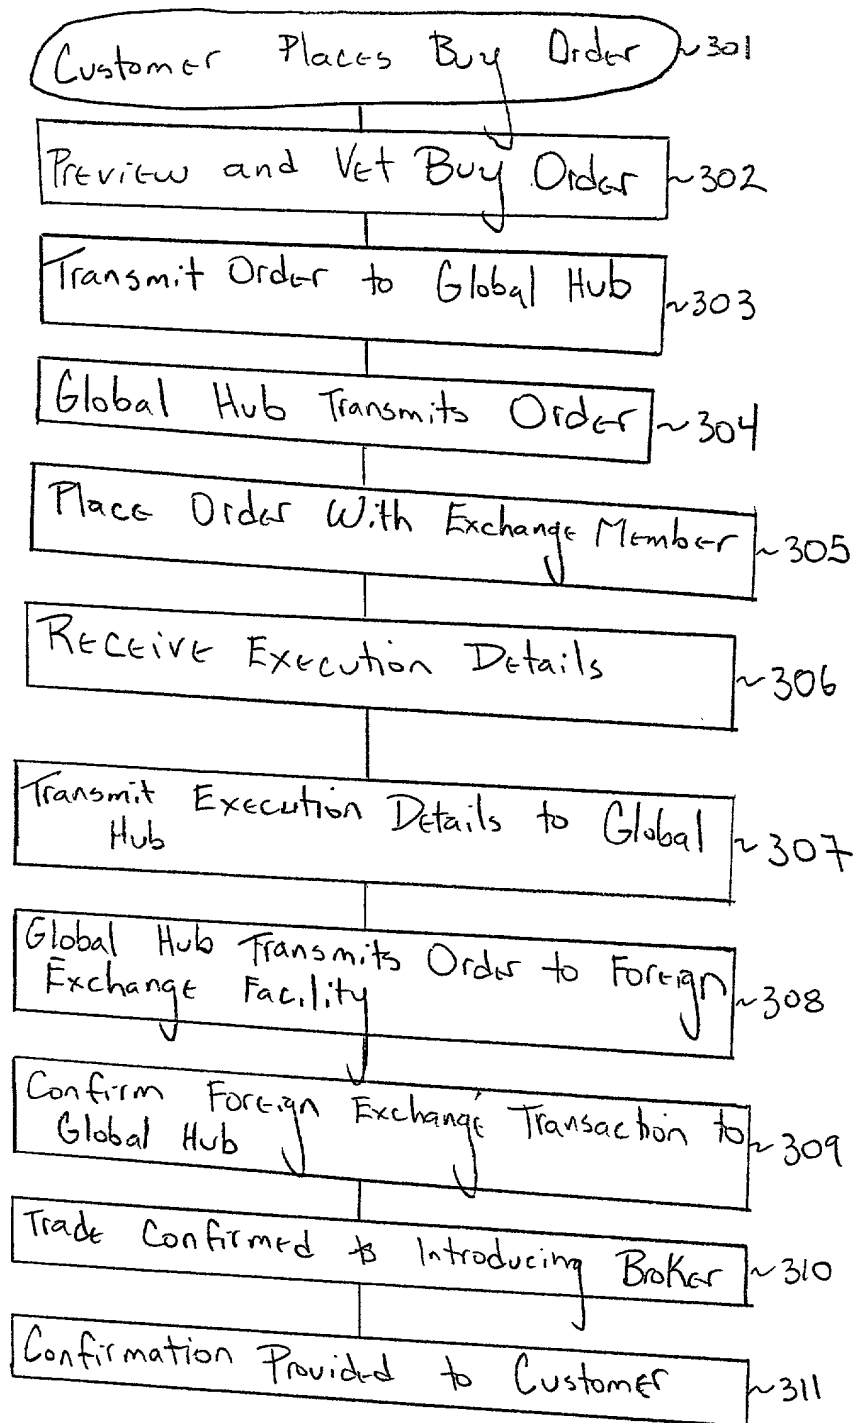 Customer Places Buy Order ~301
Preview and Vet Buy Order ~302
Transmit Order to Global Hub ~303
Global Hub Transmits Order ~304
Place Order With Exchange Member ~305
Receive Execution Details ~306
Transmit Execution Details to Global
Hub ~307
Global Hub Transmits Order to Foreign
Exchange Facility ~308
Confirm Foreign Exchange Transaction to
Global Hub ~309
Trade Confirmed to Introducing Broker ~310
Confirmation Provided to Customer ~311